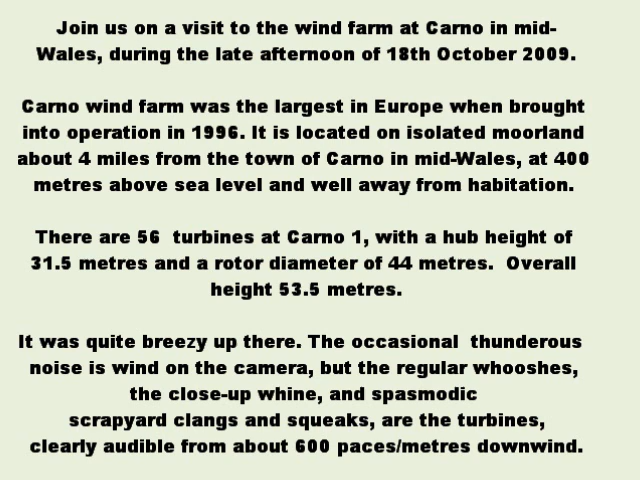 Join us on a visit to the wind farm at Carno in mid-
Wales, during the late afternoon of 18th October 2009.
Carno wind farm was the largest in Europe when brought
into operation in 1996. It is located on isolated moorland
about 4 miles from the town of Carno in mid-Wales, at 400
metres above sea level and well away from habitation.
There are 56 turbines at Carno 1, with a hub height of
31.5 metres and a rotor diameter of 44 metres. Overall
height 53.5 metres.
It was quite breezy up there. The occasional thunderous
noise is wind on the camera, but the regular whooshes,
the close-up whine, and spasmodic
scrapyard clangs and squeaks, are the turbines,
clearly audible from about 600 paces/metres downwind.